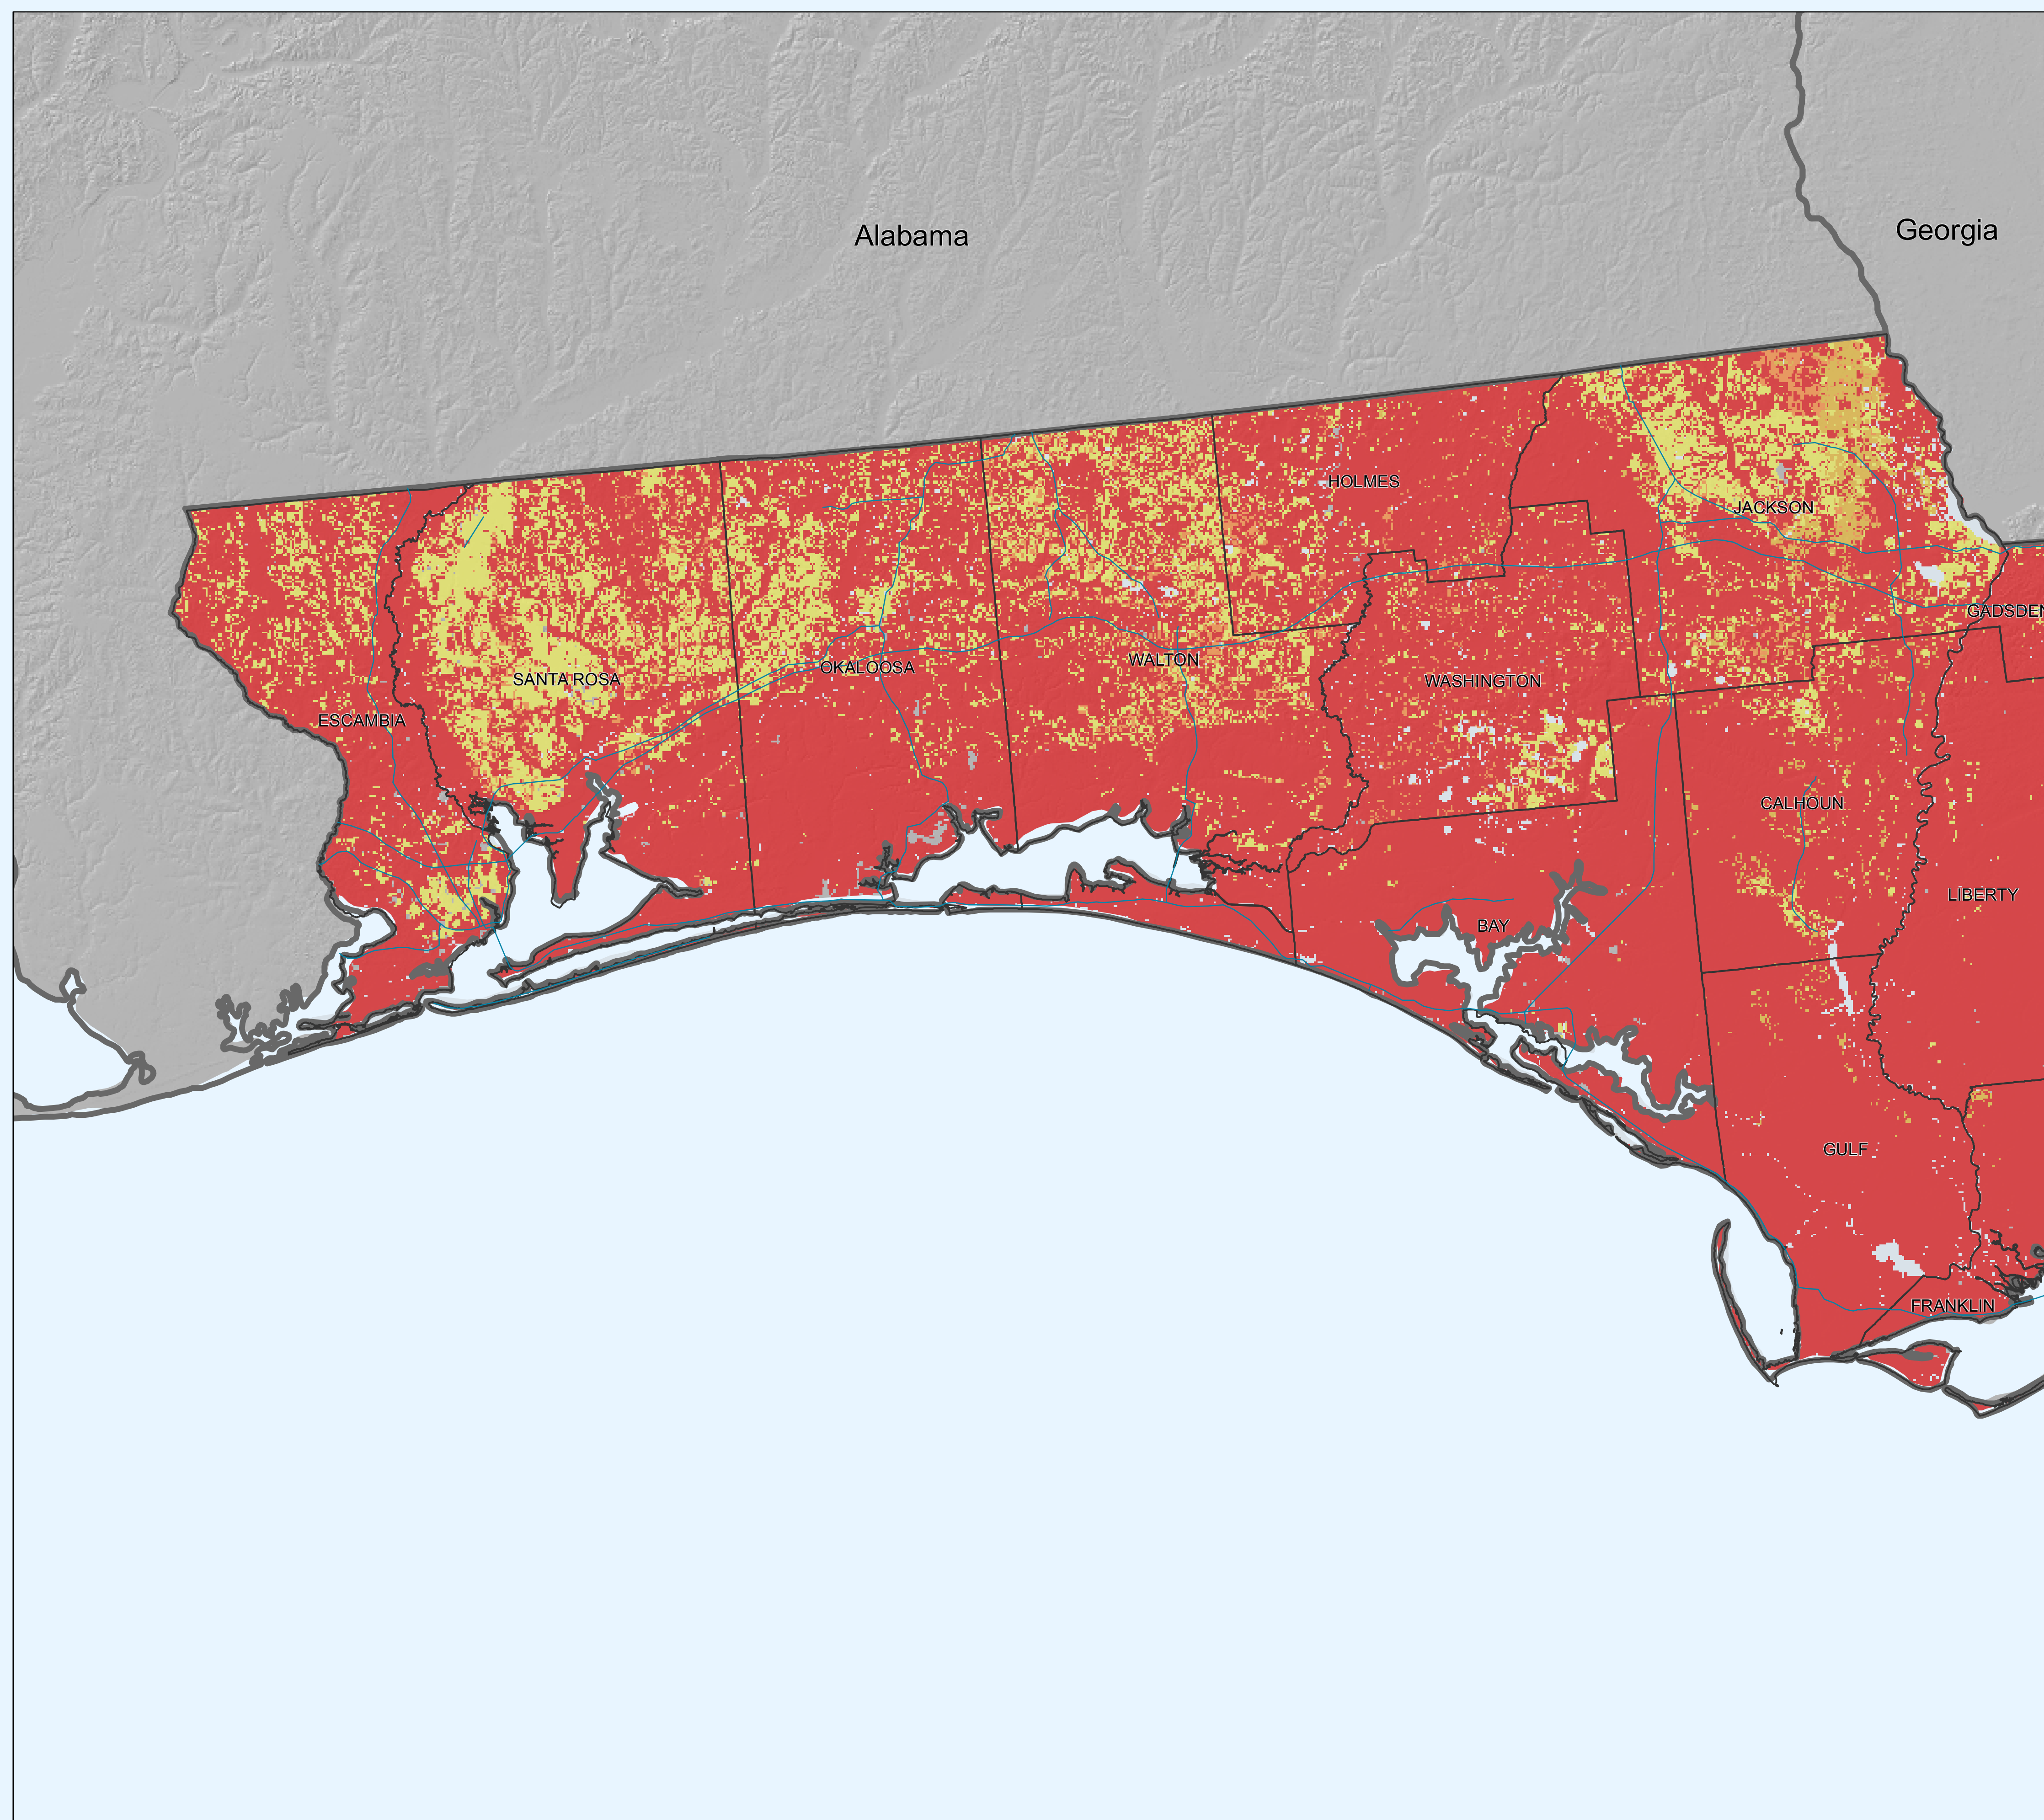 Alabama
Georgia
HOLMES
JACKSON
GADSDEN
WALTON
OKALOOSA
SANTA ROSA
WASHINGTON
ESCAMBIA
CALHOUN
LIBERTY
BAY
GULF
FRANKLIN